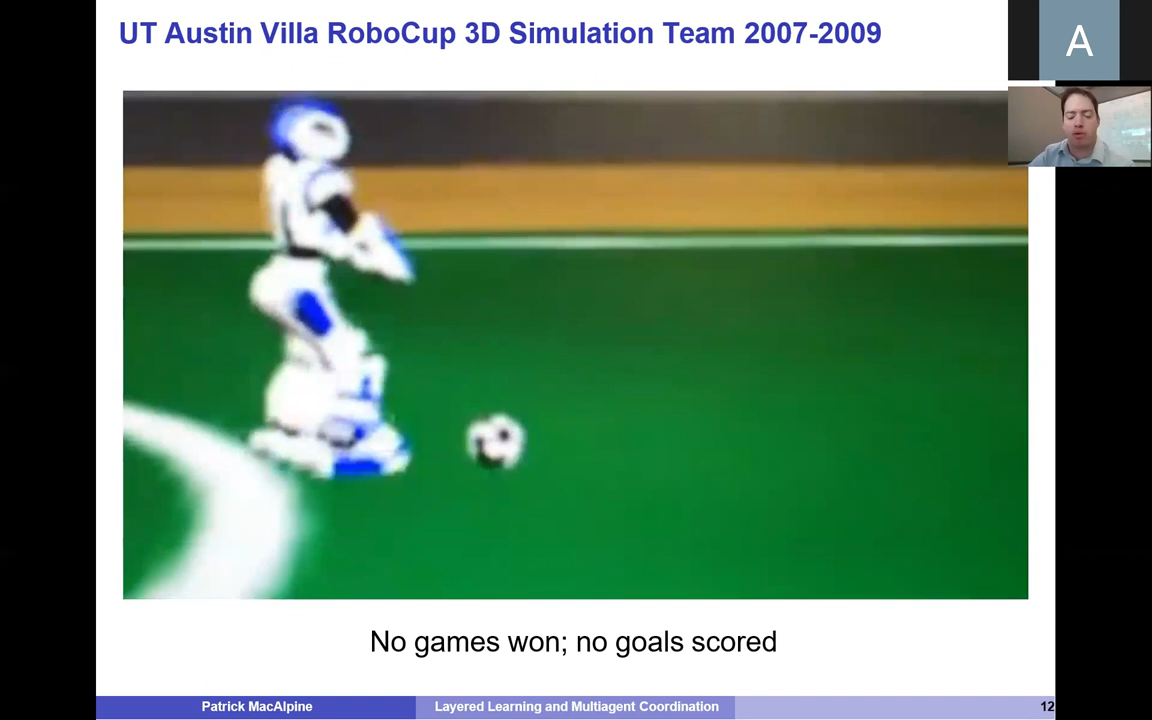 UT Austin Villa RoboCup 3D Simulation Team 2007-2009
A
No games won; no goals scored
Patrick MacAlpine
Layered Learning and Multiagent Coordination
12